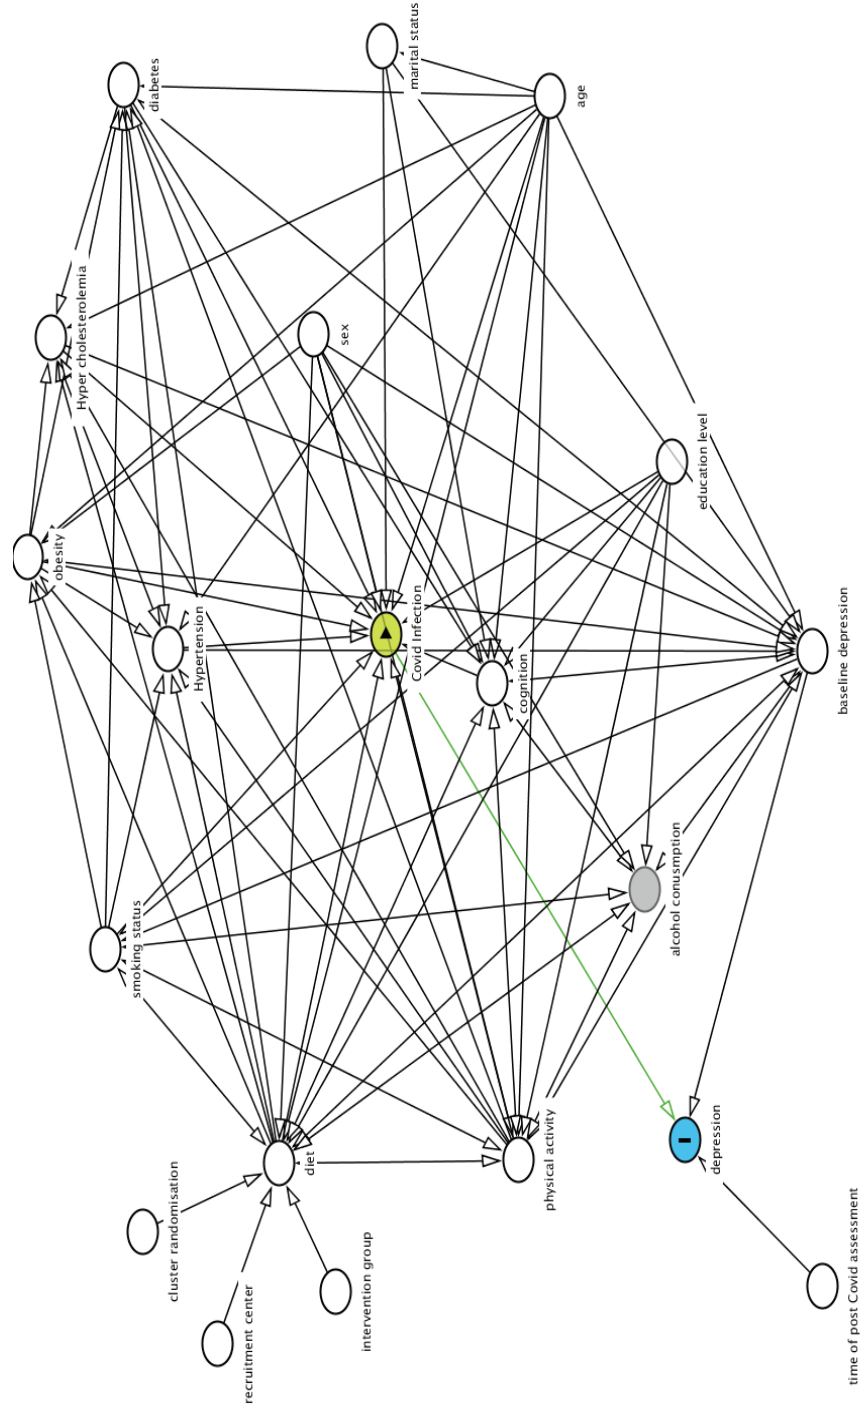 marital status
diabetes
age
Hyper cholesterolemia
sex
education level
obesity
Hypertension
Covid Infection
cognition
baseline depression
alcohol conusmption
smoking status
physical activity
depression
diet
cluster randomisation
intervention group
recruitment center
time of post Covid assessment